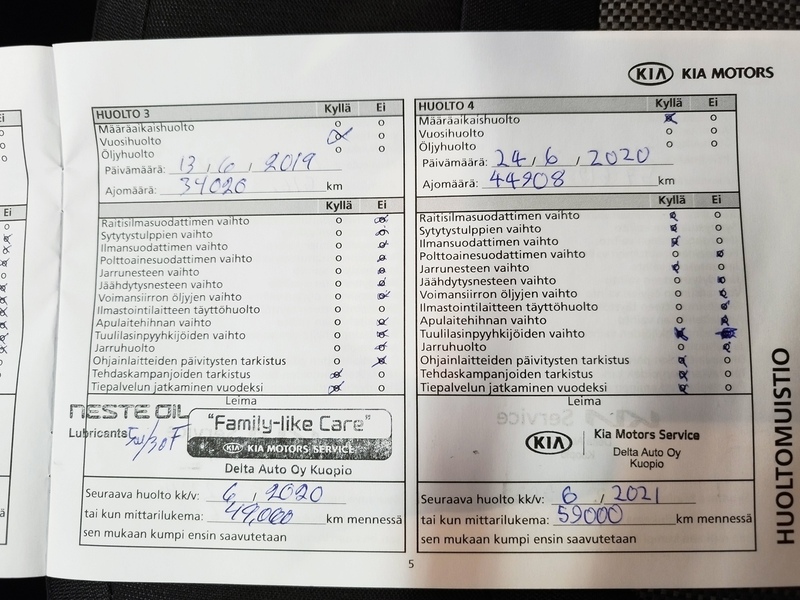 KIA KIA MOTORS
HUOLTO 3 Kyllä Ei
Määräaikaishuolto o o
Vuosihuolto o
Öljyhuolto o o
Päivämäärä: 13, 6, 2019
Ajomäärä: 34026 km
Kyllä Ei
Raitisilmasuodattimen vaihto o
Sytytystulppien vaihto o
Ilmansuodattimen vaihto o
Polttoainesuodattimen vaihto o
Jarrunesteen vaihto o
Jäähdytysnesteen vaihto o
Voimansiirron öljyjen vaihto o
Ilmastointilaitteen täyttöhuolto o o
Apulaitehihnan vaihto o
Tuulilasinpyyhkijöiden vaihto o
Jarruhuolto o
Ohjainlaitteiden päivitysten tarkistus o
Tehdaskampanjoiden tarkistus o
Tiepalvelun jatkaminen vuodeksi o
Leima
NESTE OIL
Lubricants 5w/30F
"Family-like Care"
KIA KIA MOTORS SERVICE
Delta Auto Oy Kuopio
Seuraava huolto kk/v: 6, 2020
tai kun mittarilukema: 49000 km mennessä
sen mukaan kumpi ensin saavutetaan
HUOLTO 4 Kyllä Ei
Määräaikaishuolto o
Vuosihuolto o o
Öljyhuolto o o
Päivämäärä: 24, 6, 2020
Ajomäärä: 44908 km
Kyllä Ei
Raitisilmasuodattimen vaihto o
Sytytystulppien vaihto o
Ilmansuodattimen vaihto o
Polttoainesuodattimen vaihto o
Jarrunesteen vaihto o
Jäähdytysnesteen vaihto o
Voimansiirron öljyjen vaihto o
Ilmastointilaitteen täyttöhuolto o
Apulaitehihnan vaihto o
Tuulilasinpyyhkijöiden vaihto
Jarruhuolto o
Ohjainlaitteiden päivitysten tarkistus o
Tehdaskampanjoiden tarkistus o
Tiepalvelun jatkaminen vuodeksi o
Leima
KIA Kia Motors Service
Delta Auto Oy
Kuopio
Seuraava huolto kk/v: 6, 2021
tai kun mittarilukema: 59000 km mennessä
sen mukaan kumpi ensin saavutetaan
HUOLTOMUISTIO
5